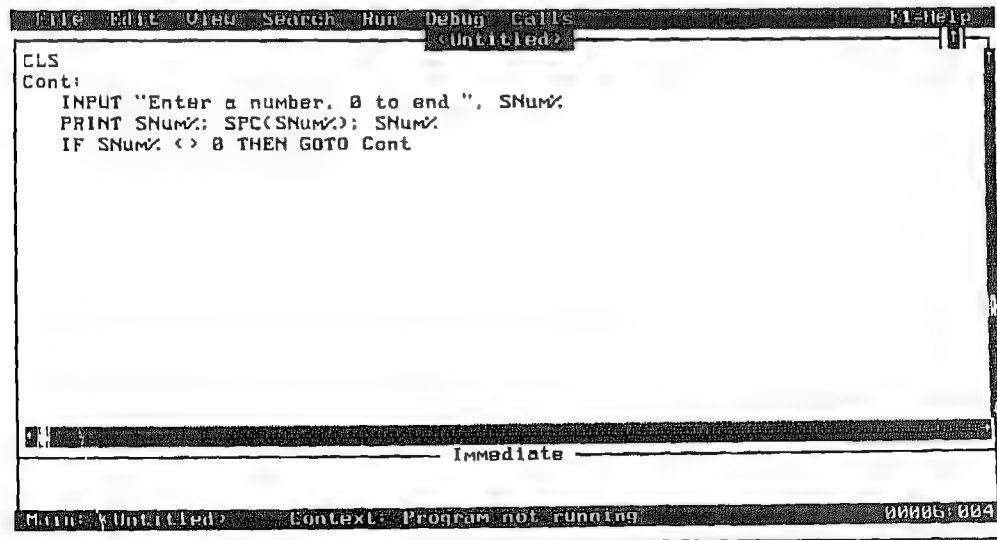 File Edit View Search Run Debug Calls F1-Help
<Untitled>
CLS
Cont:
INPUT "Enter a number, 0 to end ", SNum%
PRINT SNum%; SPC(SNum%); SNum%
IF SNum% <> 0 THEN GOTO Cont
Immediate
Main: <Untitled> Context: Program not running 00006:004